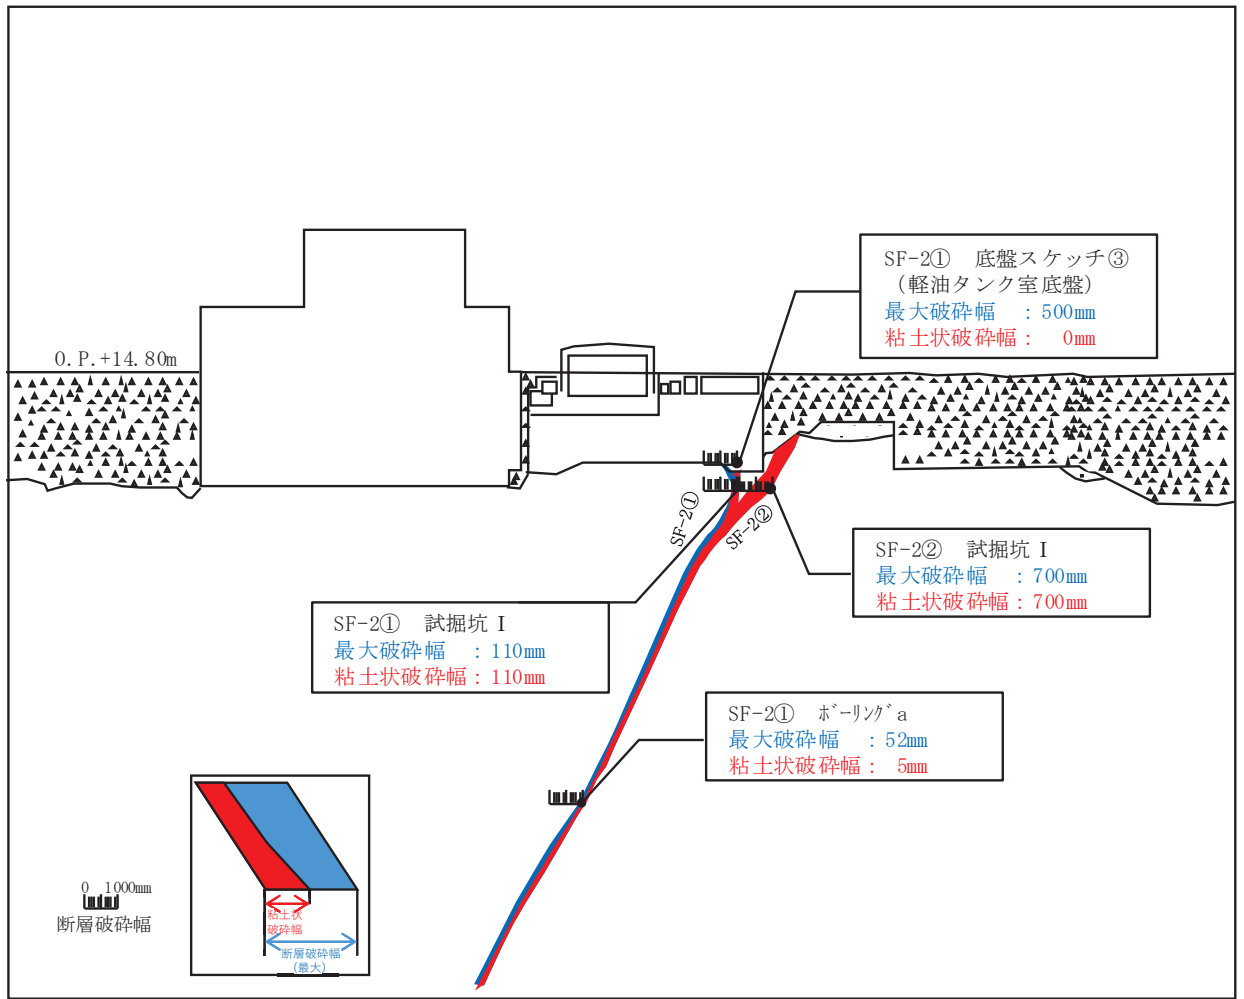 SF-2① 底盤スケッチ③
（軽油タンク室底盤）
最大破砕幅 : 500mm
粘土状破砕幅 : 0mm
O.P.+14.80m
SF-2①
SF-2②
SF-2② 試掘坑Ⅰ
最大破砕幅 : 700mm
粘土状破砕幅 : 700mm
SF-2① 試掘坑Ⅰ
最大破砕幅 : 110mm
粘土状破砕幅 : 110mm
SF-2① ﾎﾞｰﾘﾝｸﾞa
最大破砕幅 : 52mm
粘土状破砕幅 : 5mm
0 1000mm
断層破砕幅
粘土状
破砕幅
断層破砕幅
(最大)